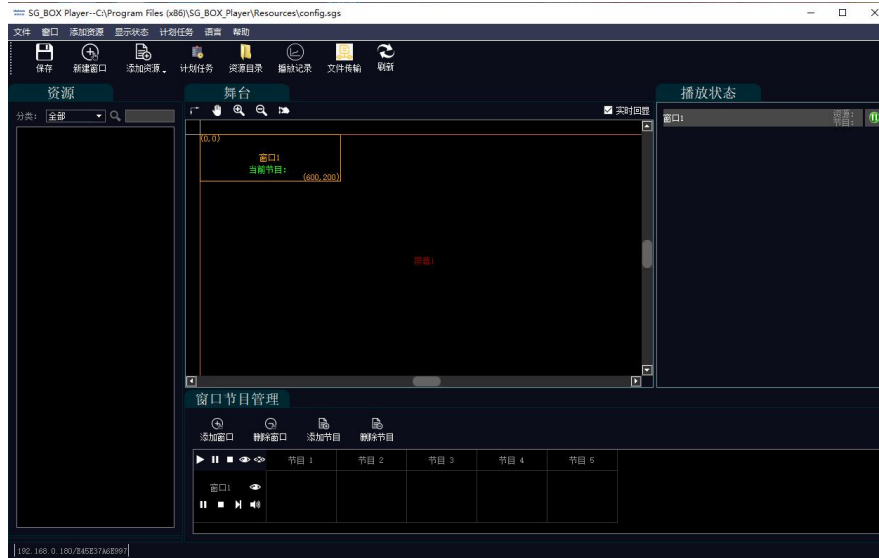 SG_BOX Player--C:\Program Files (x86)\SG_BOX_Player\Resources\config.sgs
文件 窗口 添加资源 显示状态 计划任务 语言 帮助
保存 新建窗口 添加资源 计划任务 资源目录 播放记录 文件传输 刷新
资源 舞台 播放状态
分类: 全部
实时回显
窗口1
资源:
节目:
(0,0)
窗口1
当前节目:
(600,200)
屏幕1
窗口节目管理
添加窗口 删除窗口 添加节目 删除节目
节目 1 节目 2 节目 3 节目 4 节目 5
窗口1
192.168.0.180/E45E37A6E997